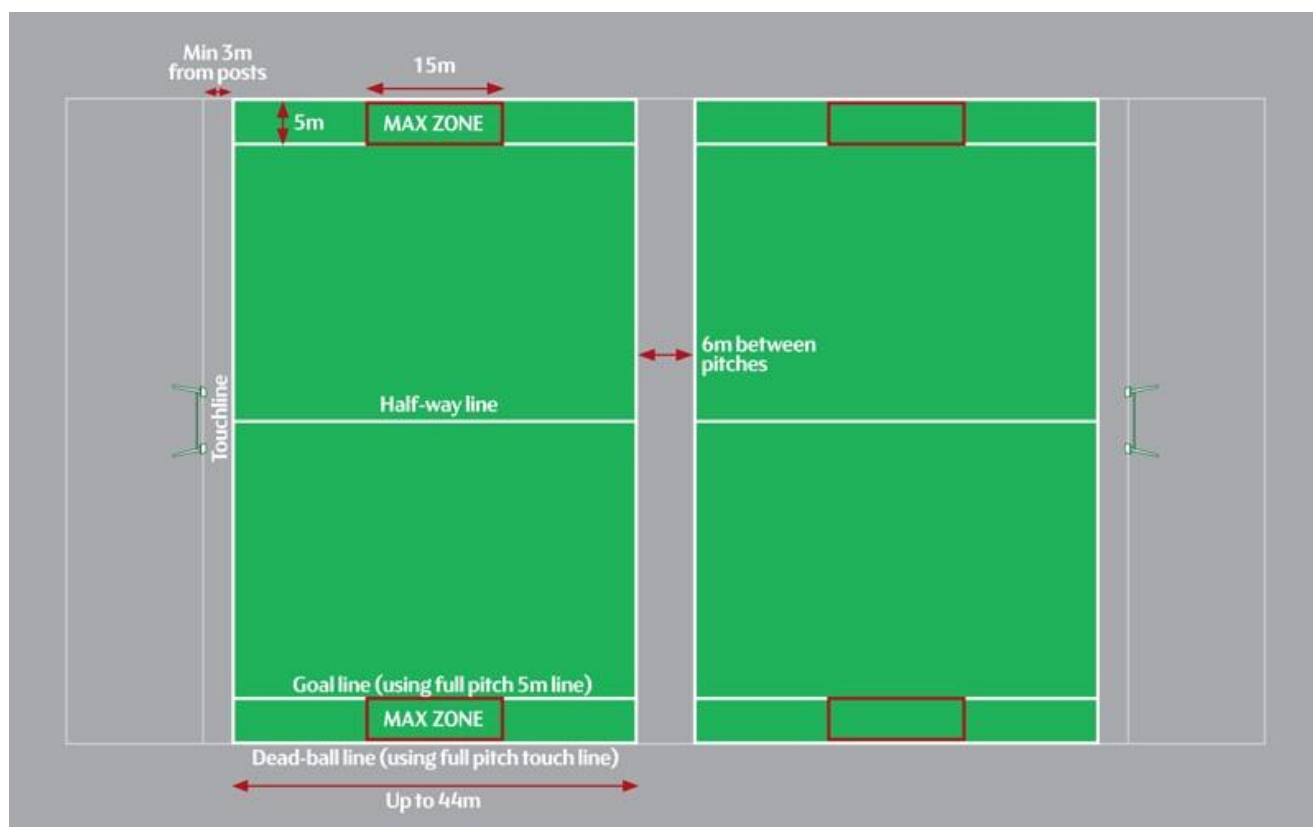 Min 3m
from posts
15m
5m
MAX ZONE
6m between
pitches
Half-way line
Touchline
Goal line (using full pitch 5m line)
MAX ZONE
Dead-ball line (using full pitch touch line)
Up to 44m